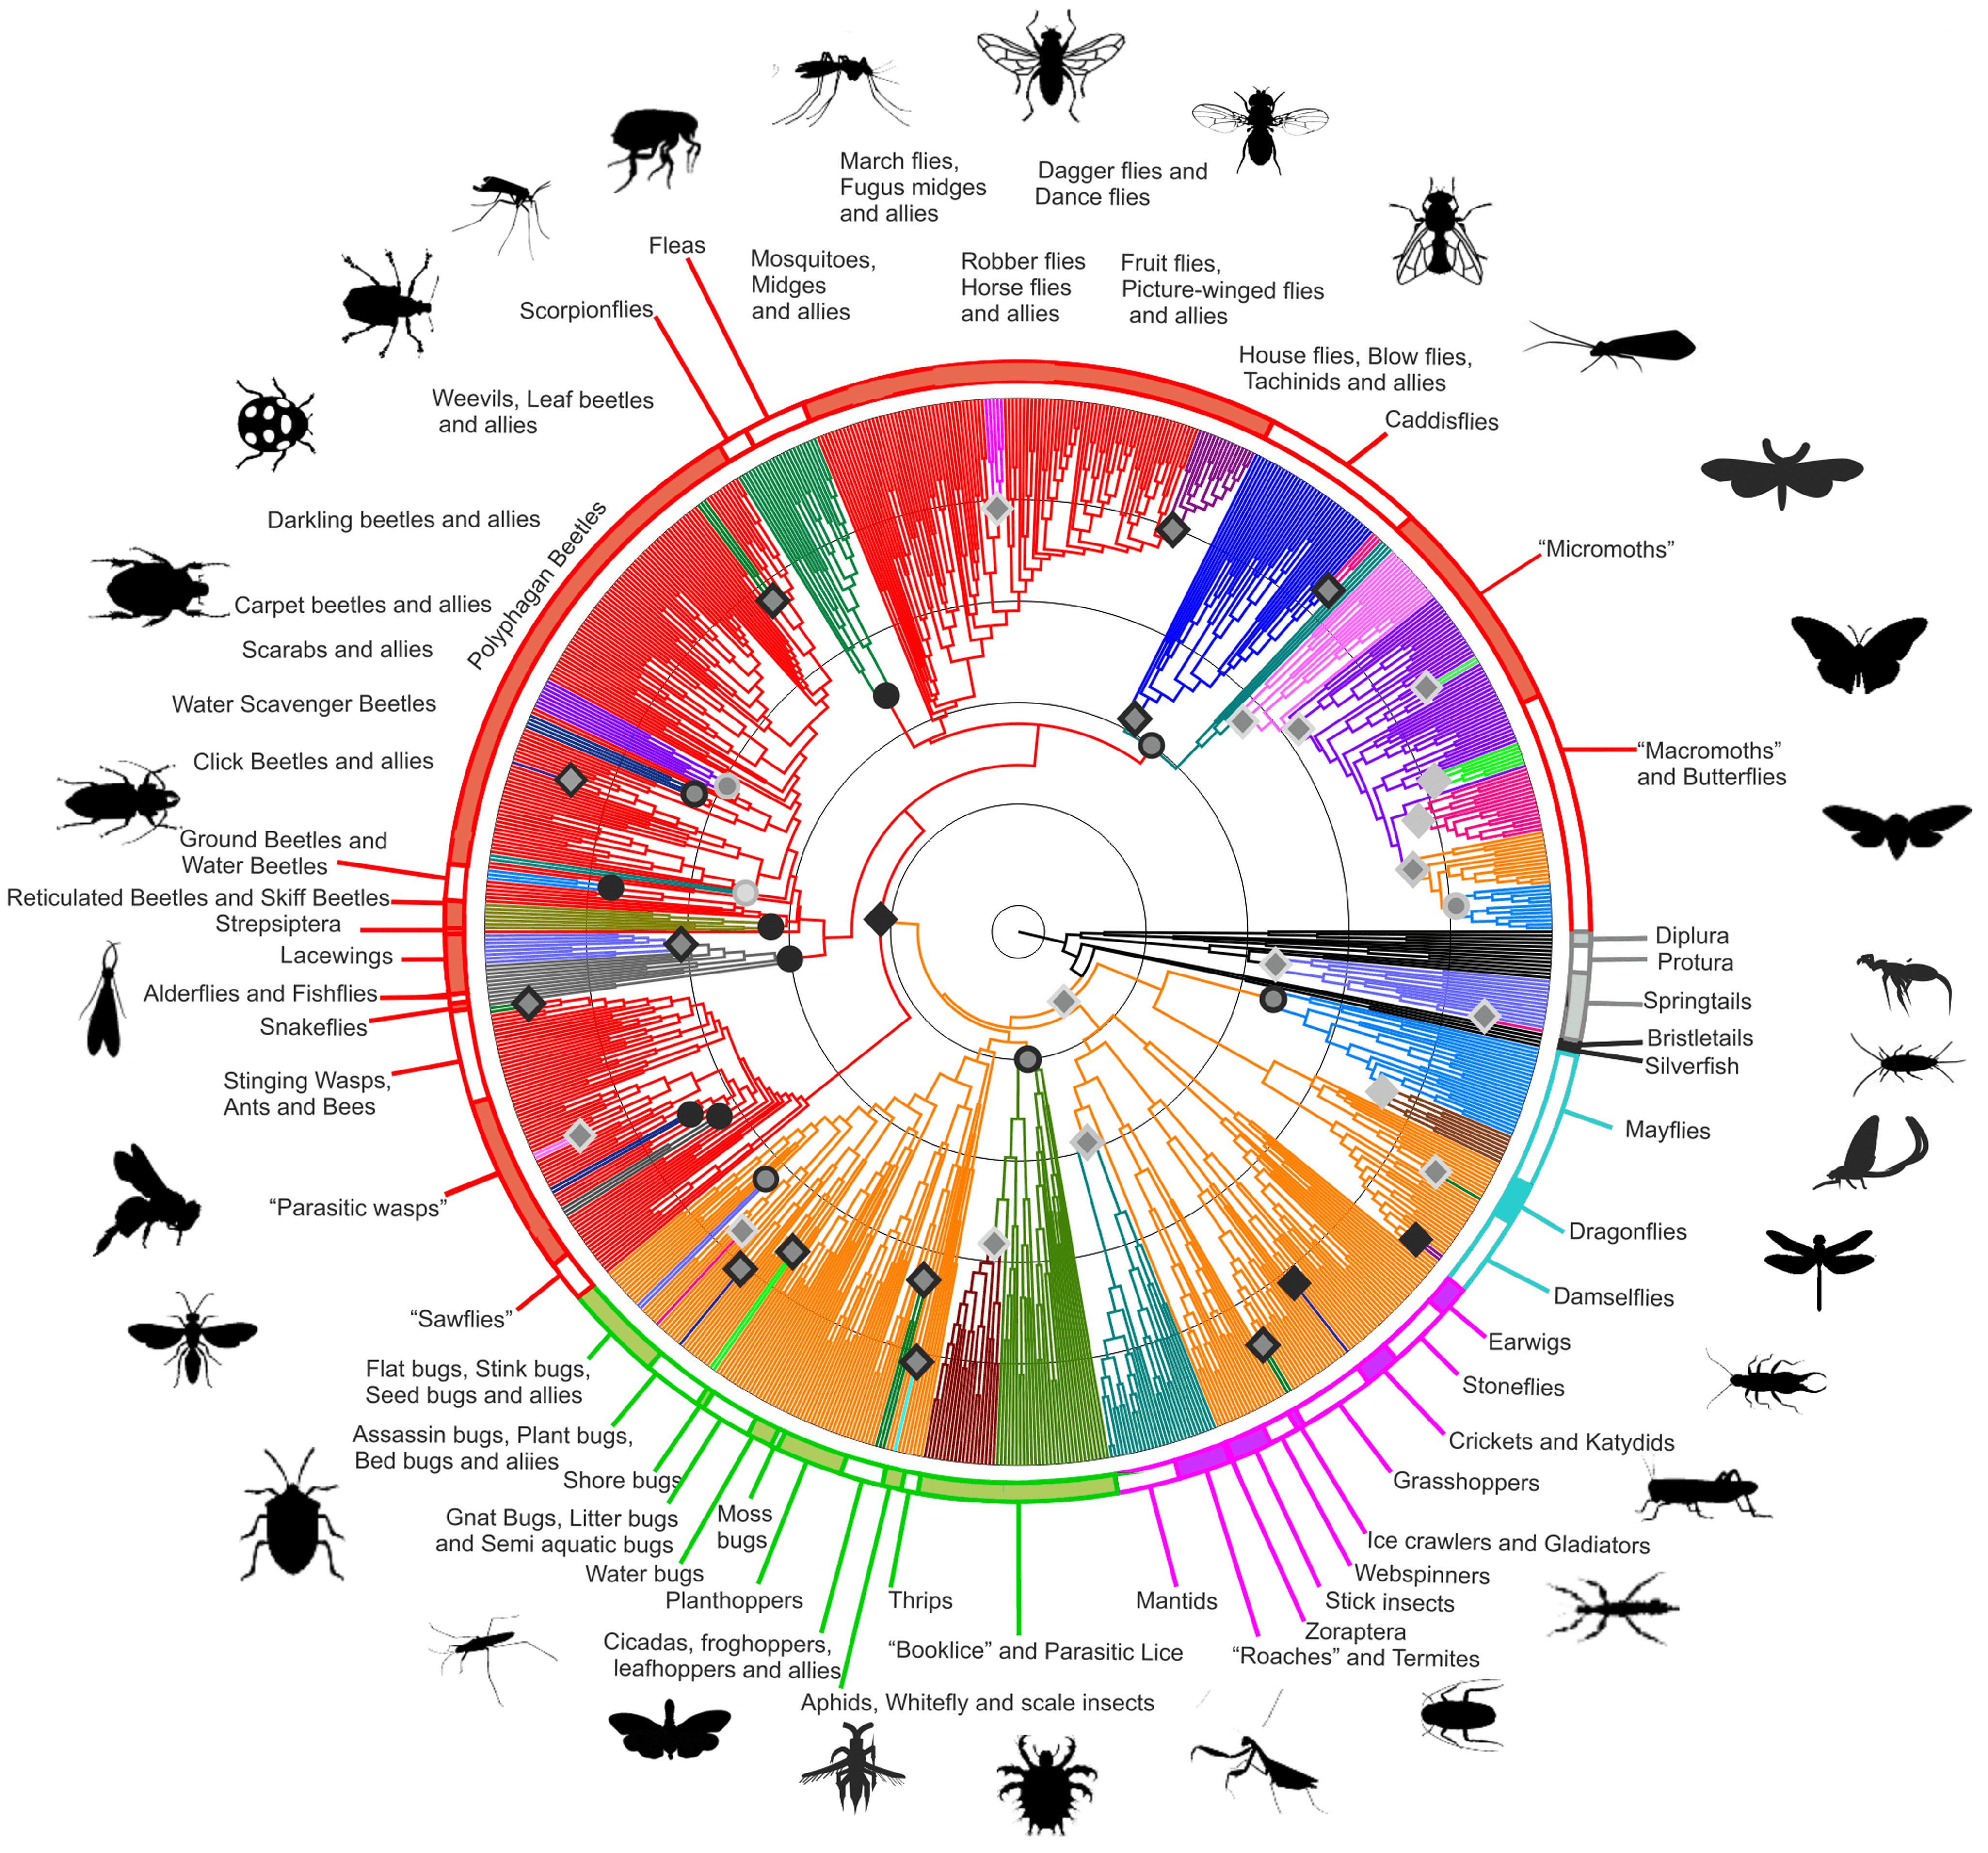 March flies,
Fugus midges
and allies
Dagger flies and
Dance flies
Fleas
Mosquitoes,
Midges
and allies
Robber flies
Horse flies
and allies
Fruit flies,
Picture-winged flies
and allies
Scorpionflies
House flies, Blow flies,
Tachinids and allies
Weevils, Leaf beetles
and allies
Caddisflies
Darkling beetles and allies
Polyphagan Beetles
“Micromoths”
Carpet beetles and allies
Scarabs and allies
Water Scavenger Beetles
Click Beetles and allies
“Macromoths”
and Butterflies
Ground Beetles and
Water Beetles
Reticulated Beetles and Skiff Beetles
Strepsiptera
Lacewings
Alderflies and Fishflies
Snakeflies
Stinging Wasps,
Ants and Bees
“Parasitic wasps”
“Sawflies”
Diplura
Protura
Springtails
Bristletails
Silverfish
Mayflies
Dragonflies
Damselflies
Earwigs
Stoneflies
Crickets and Katydids
Grasshoppers
Ice crawlers and Gladiators
Webspinners
Stick insects
Zoraptera
“Roaches” and Termites
Mantids
“Booklice” and Parasitic Lice
Thrips
Aphids, Whitefly and scale insects
Cicadas, froghoppers,
leafhoppers and allies
Planthoppers
Moss
bugs
Water bugs
Gnat Bugs, Litter bugs
and Semi aquatic bugs
Shore bugs
Assassin bugs, Plant bugs,
Bed bugs and aliies
Flat bugs, Stink bugs,
Seed bugs and allies